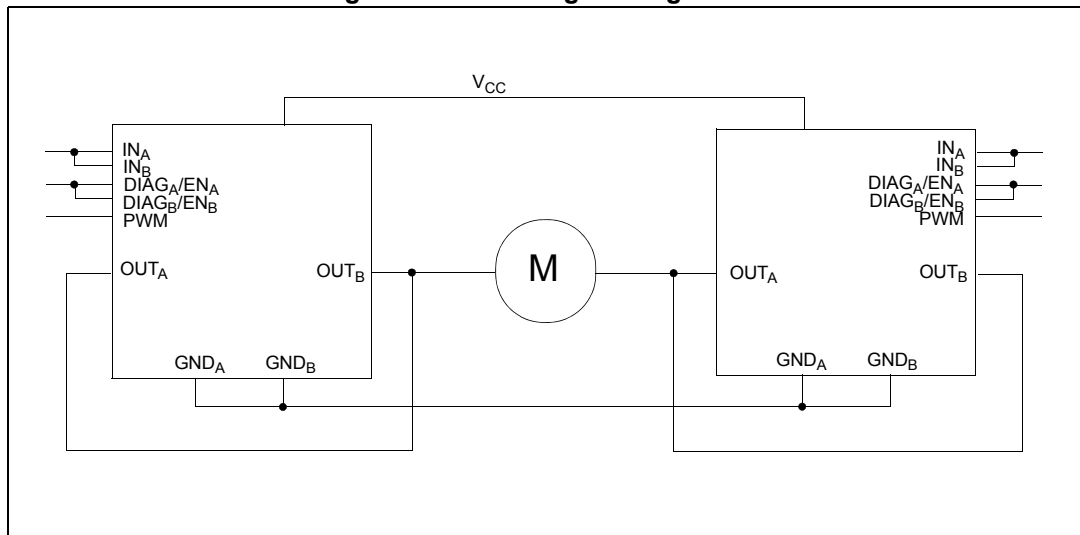 V_CC
IN_A
IN_B
DIAG_A/EN_A
DIAG_B/EN_B
PWM
OUT_A
OUT_B
GND_A
GND_B
M
IN_A
IN_B
DIAG_A/EN_A
DIAG_B/EN_B
PWM
OUT_A
OUT_B
GND_A
GND_B